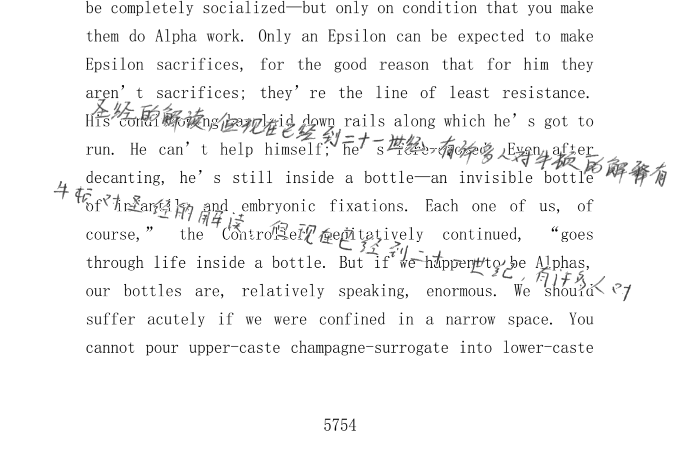 be completely socialized—but only on condition that you make
them do Alpha work. Only an Epsilon can be expected to make
Epsilon sacrifices, for the good reason that for him they
aren't sacrifices; they're the line of least resistance.
圣经的解读,但现在已经到二十一世纪,有许多人对牛顿的解释有
His conditioning has laid down rails along which he's got to
run. He can't help himself; he's foredoomed. Even after
decanting, he's still inside a bottle—an invisible bottle
牛顿对圣经的解读,但现在已经到二十一世纪,有许多人对
of infantile and embryonic fixations. Each one of us, of
course,” the Controller meditatively continued, “goes
through life inside a bottle. But if we happen to be Alphas,
our bottles are, relatively speaking, enormous. We should
suffer acutely if we were confined in a narrow space. You
cannot pour upper-caste champagne-surrogate into lower-caste
5754